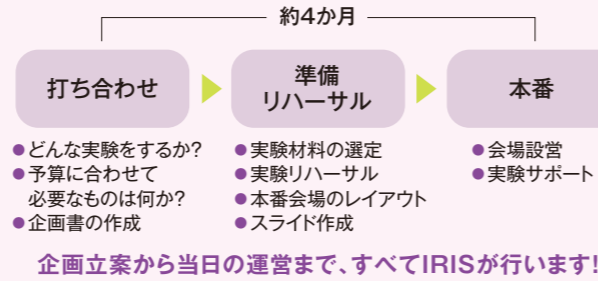 約4か月
打ち合わせ
準備
リハーサル
本番
●どんな実験をするか?
●予算に合わせて
必要なものは何か?
●企画書の作成
●実験材料の選定
●実験リハーサル
●本番会場のレイアウト
●スライド作成
●会場設営
●実験サポート
企画立案から当日の運営まで、すべてIRISが行います!